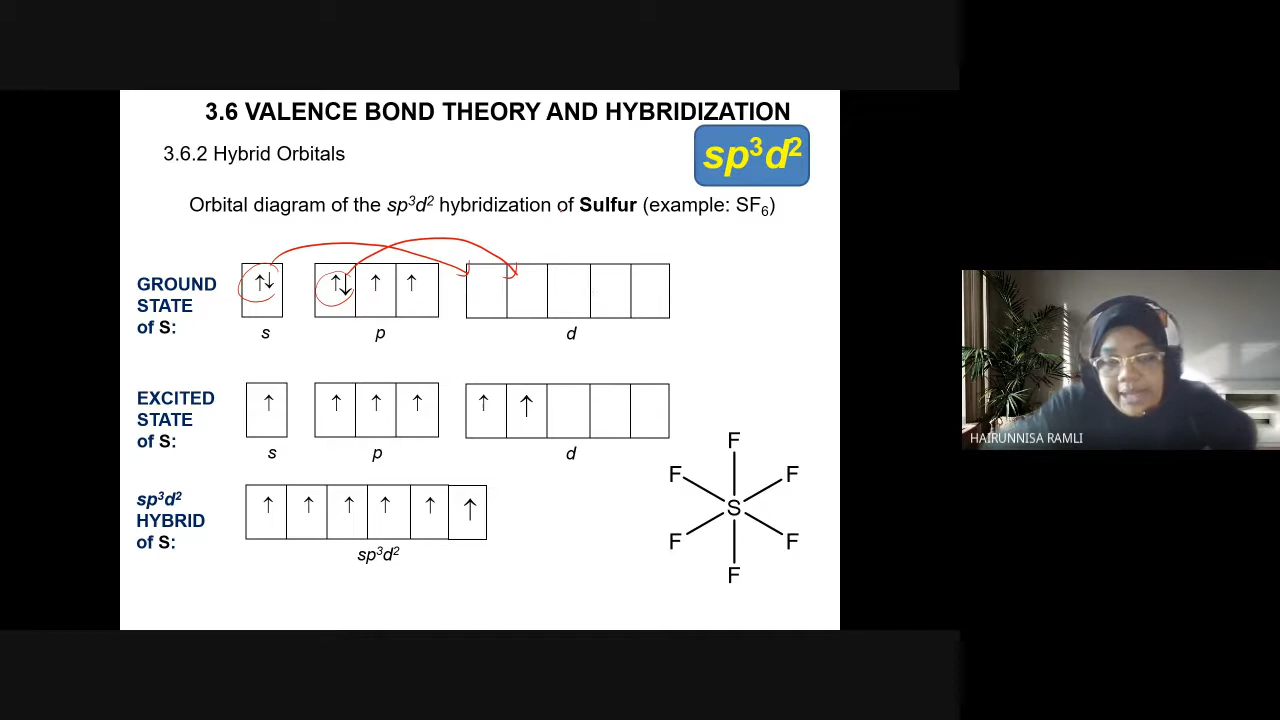 3.6 VALENCE BOND THEORY AND HYBRIDIZATION
3.6.2 Hybrid Orbitals
sp³d²
Orbital diagram of the sp³d² hybridization of Sulfur (example: SF₆)
GROUND
STATE
of S:
↑↓ ↑↓ ↑ ↑
s p d
EXCITED
STATE
of S:
↑ ↑ ↑ ↑ ↑ ↑
s p d
sp³d²
HYBRID
of S:
↑ ↑ ↑ ↑ ↑ ↑
sp³d²
F
F F
S
F F
F
HAIRUNNISA RAMLI